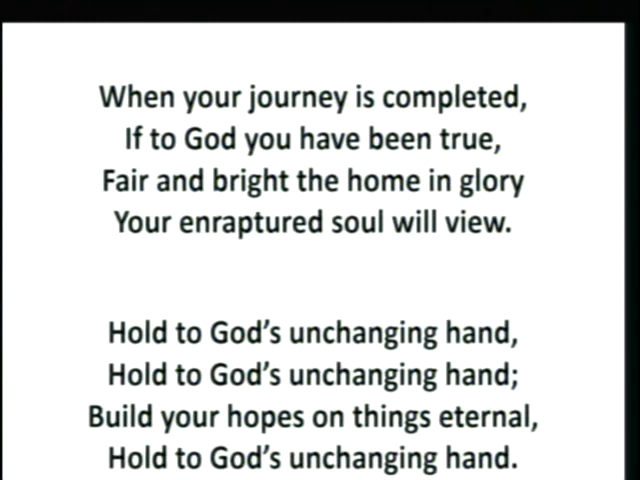 When your journey is completed,
If to God you have been true,
Fair and bright the home in glory
Your enraptured soul will view.
Hold to God’s unchanging hand,
Hold to God’s unchanging hand;
Build your hopes on things eternal,
Hold to God’s unchanging hand.